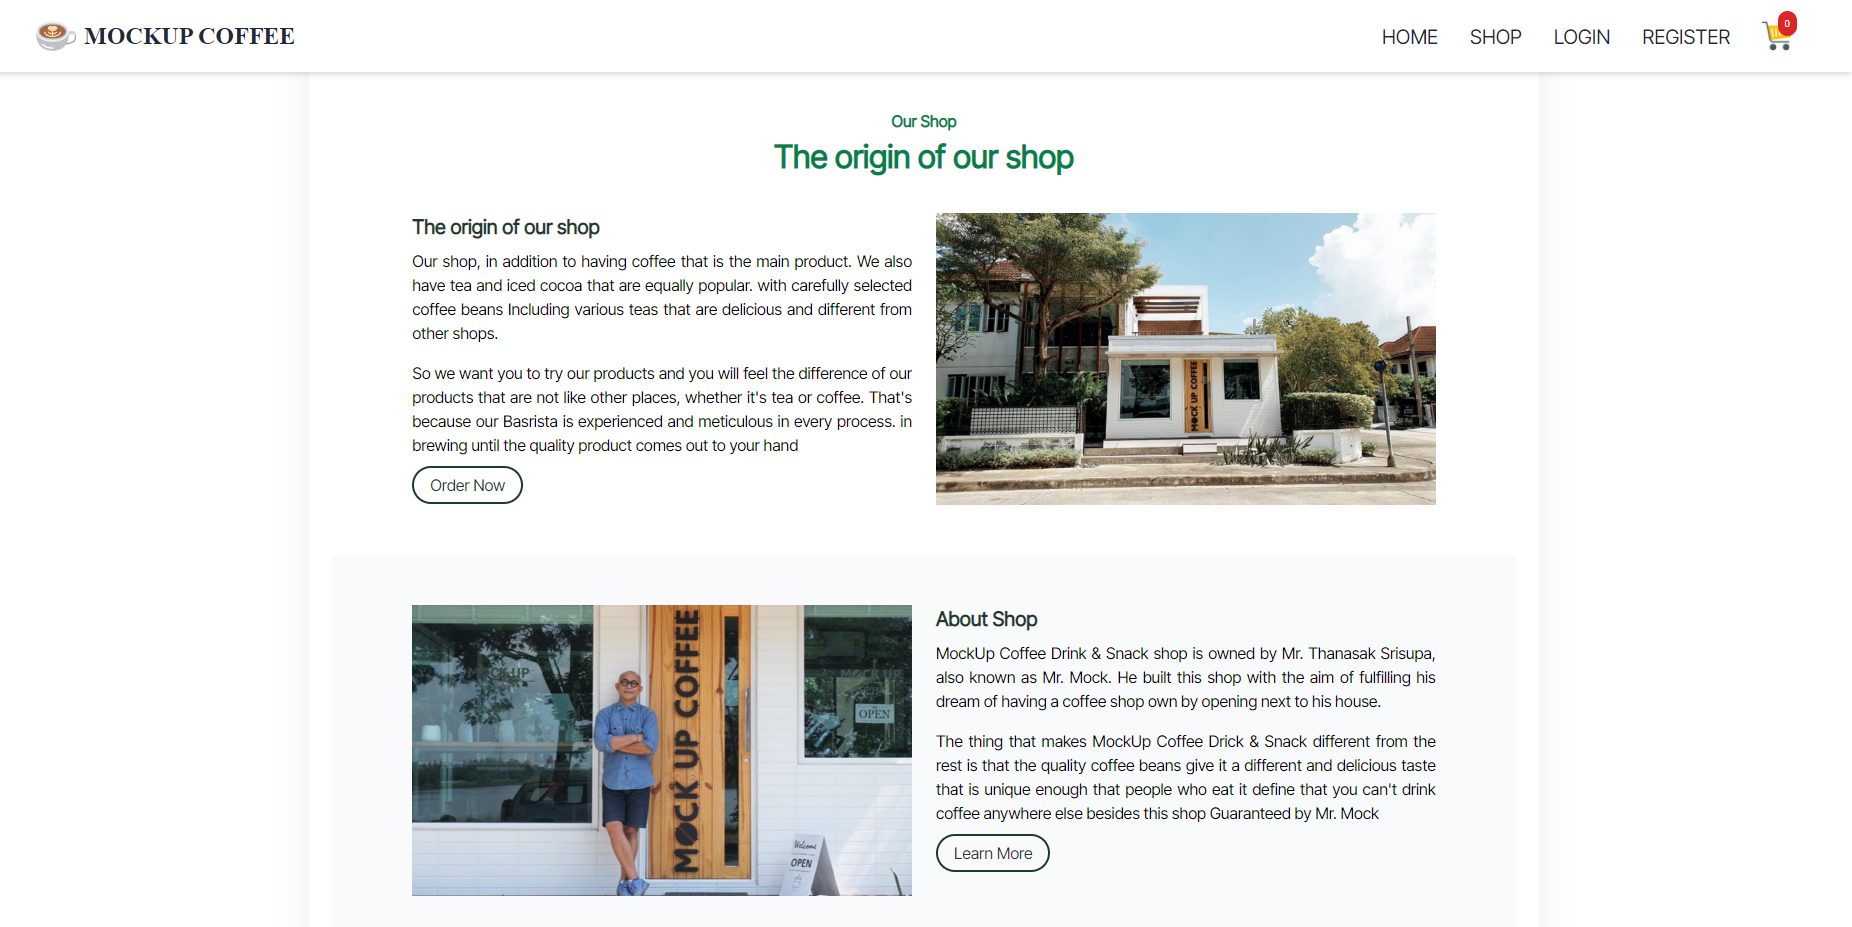 MOCKUP COFFEE
HOME SHOP LOGIN REGISTER 0
Our Shop
The origin of our shop
The origin of our shop
Our shop, in addition to having coffee that is the main product. We also
have tea and iced cocoa that are equally popular. with carefully selected
coffee beans Including various teas that are delicious and different from
other shops.
So we want you to try our products and you will feel the difference of our
products that are not like other places, whether it's tea or coffee. That's
because our Basrista is experienced and meticulous in every process. in
brewing until the quality product comes out to your hand
Order Now
MOCK UP COFFEE
MOCK UP COFFEE
OPEN
Welcome
OPEN
About Shop
MockUp Coffee Drink & Snack shop is owned by Mr. Thanasak Srisupa,
also known as Mr. Mock. He built this shop with the aim of fulfilling his
dream of having a coffee shop own by opening next to his house.
The thing that makes MockUp Coffee Drick & Snack different from the
rest is that the quality coffee beans give it a different and delicious taste
that is unique enough that people who eat it define that you can't drink
coffee anywhere else besides this shop Guaranteed by Mr. Mock
Learn More